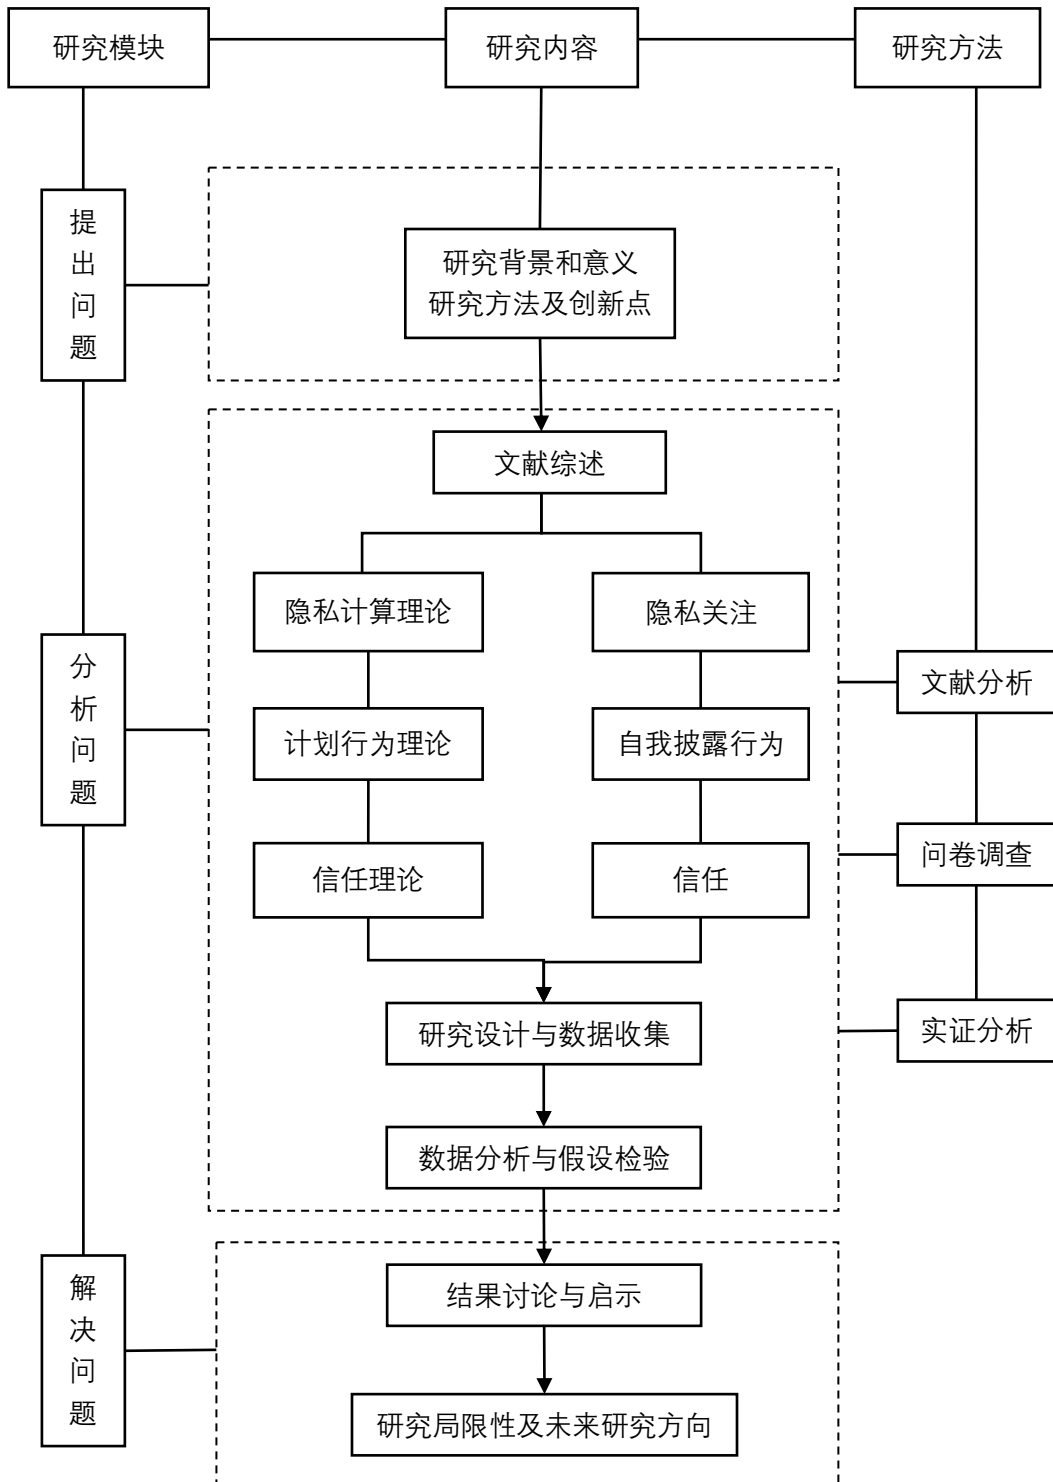 研究模块
研究内容
研究方法
提出问题
研究背景和意义
研究方法及创新点
文献综述
隐私计算理论
隐私关注
分析问题
文献分析
计划行为理论
自我披露行为
问卷调查
信任理论
信任
研究设计与数据收集
实证分析
数据分析与假设检验
解决问题
结果讨论与启示
研究局限性及未来研究方向